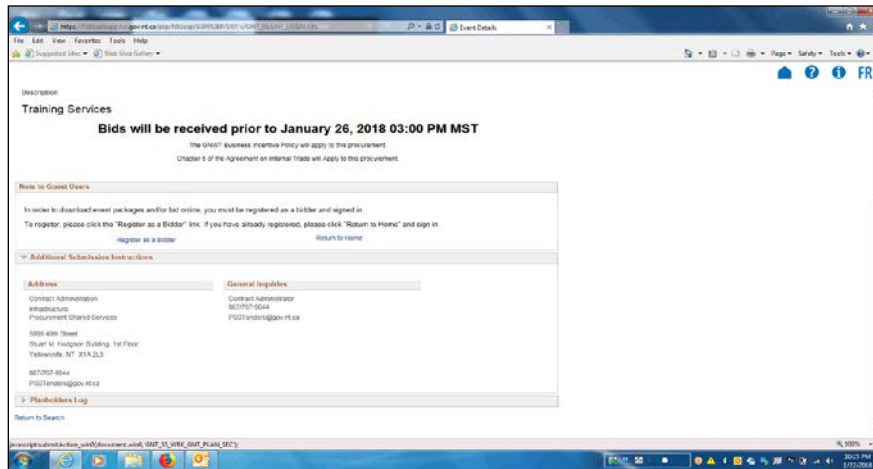 Event Details
File Edit View Favorites Tools Help
Suggested Sites Web Slice Gallery
Page Safety Tools
FR
Description
Training Services
Bids will be received prior to January 26, 2018 03:00 PM MST
The GNWT Business Incentive Policy will apply to this procurement.
Chapter 5 of the Agreement on Internal Trade will Apply to this procurement.
Note to Guest Users
In order to download event packages and/or bid online, you must be registered as a bidder and signed in.
To register, please click the "Register as a Bidder" link. If you have already registered, please click "Return to Home" and sign in.
Register as a Bidder Return to Home
Additional Submission Instructions
Address General Inquiries
Contract Administration Contract Administrator
Infrastructure 867/767-9044
Procurement Shared Services PSSTenders@gov.nt.ca
5009 49th Street
Stuart M. Hodgson Building, 1st Floor
Yellowknife, NT X1A 2L9
867/767-9044
PSSTenders@gov.nt.ca
Planholders Log
Return to Search
100%
1/22/2018